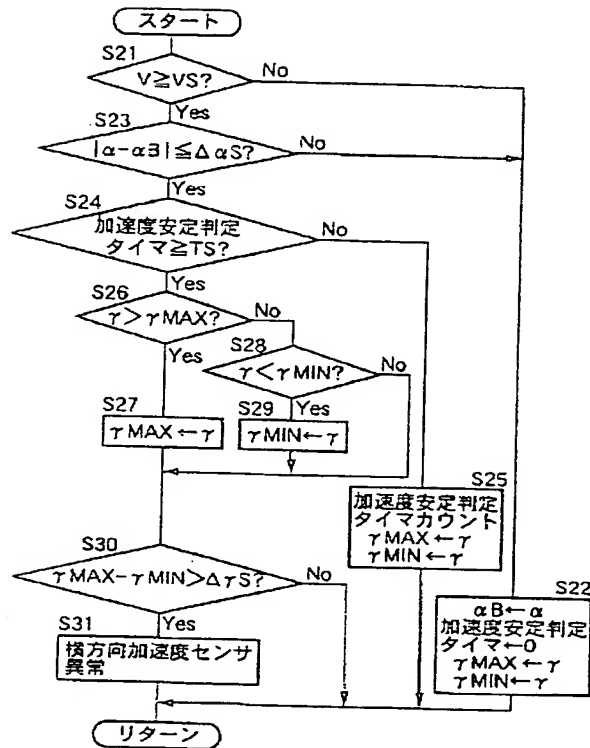 スタート
S21
V≧VS?
No
Yes
S23
|α-αB|≦ΔαS?
No
Yes
S24
加速度安定判定
タイマ≧TS?
No
Yes
S26
γ>γMAX?
No
Yes
S28
γ<γMIN?
No
Yes
S27
γMAX←γ
S29
γMIN←γ
S25
加速度安定判定
タイマカウント
γMAX←γ
γMIN←γ
S30
γMAX-γMIN>ΔγS?
No
Yes
S22
αB←α
加速度安定判定
タイマ←0
γMAX←γ
γMIN←γ
S31
横方向加速度センサ
異常
リターン